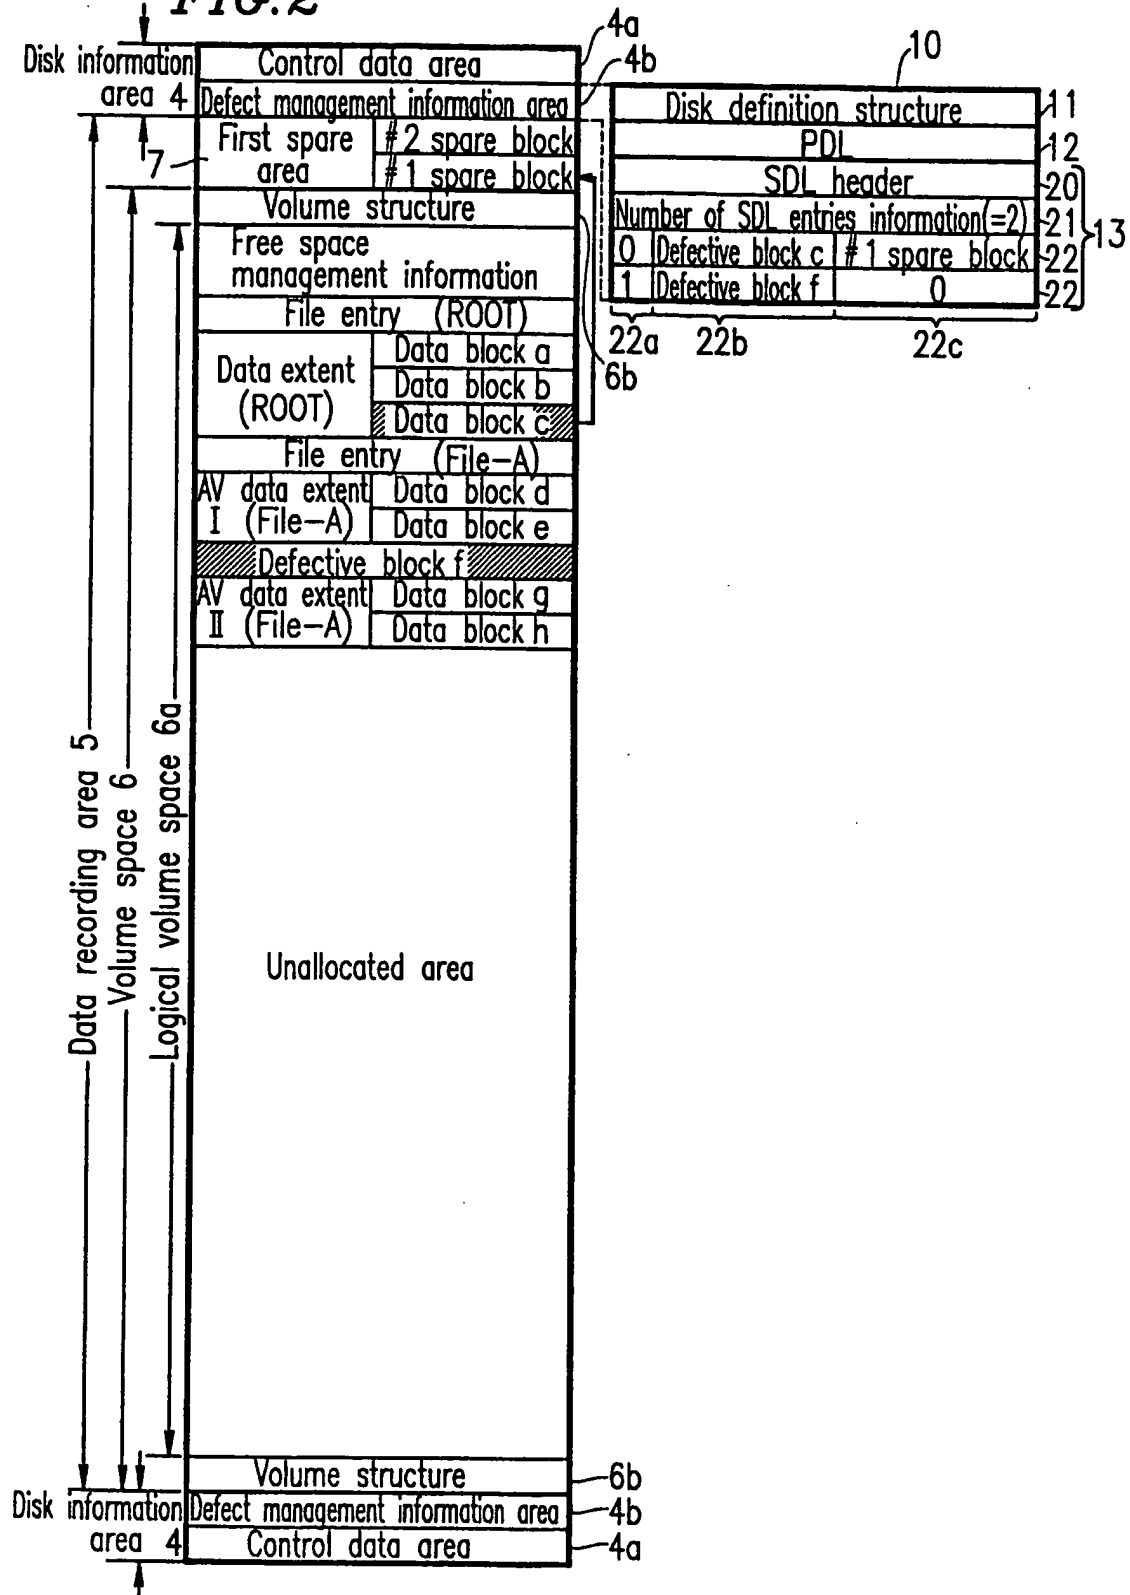 FIG.2
Disk information
area 4
Control data area
4a
Defect management information area
4b
First spare
area
7
#2 spare block
#1 spare block
Volume structure
6b
Free space
management information
File entry (ROOT)
Data extent
(ROOT)
Data block a
Data block b
Data block c
File entry (File-A)
AV data extent
I (File-A)
Data block d
Data block e
Defective block f
AV data extent
II (File-A)
Data block g
Data block h
Unallocated area
Data recording area 5
Volume space 6
Logical volume space 6a
Volume structure
6b
Disk information
area 4
Defect management information area
4b
Control data area
4a
10
Disk definition structure
11
PDL
12
SDL header
20
Number of SDL entries information(=2)
21
13
0 Defective block c #1 spare block
22
1 Defective block f 0
22
22a 22b 22c